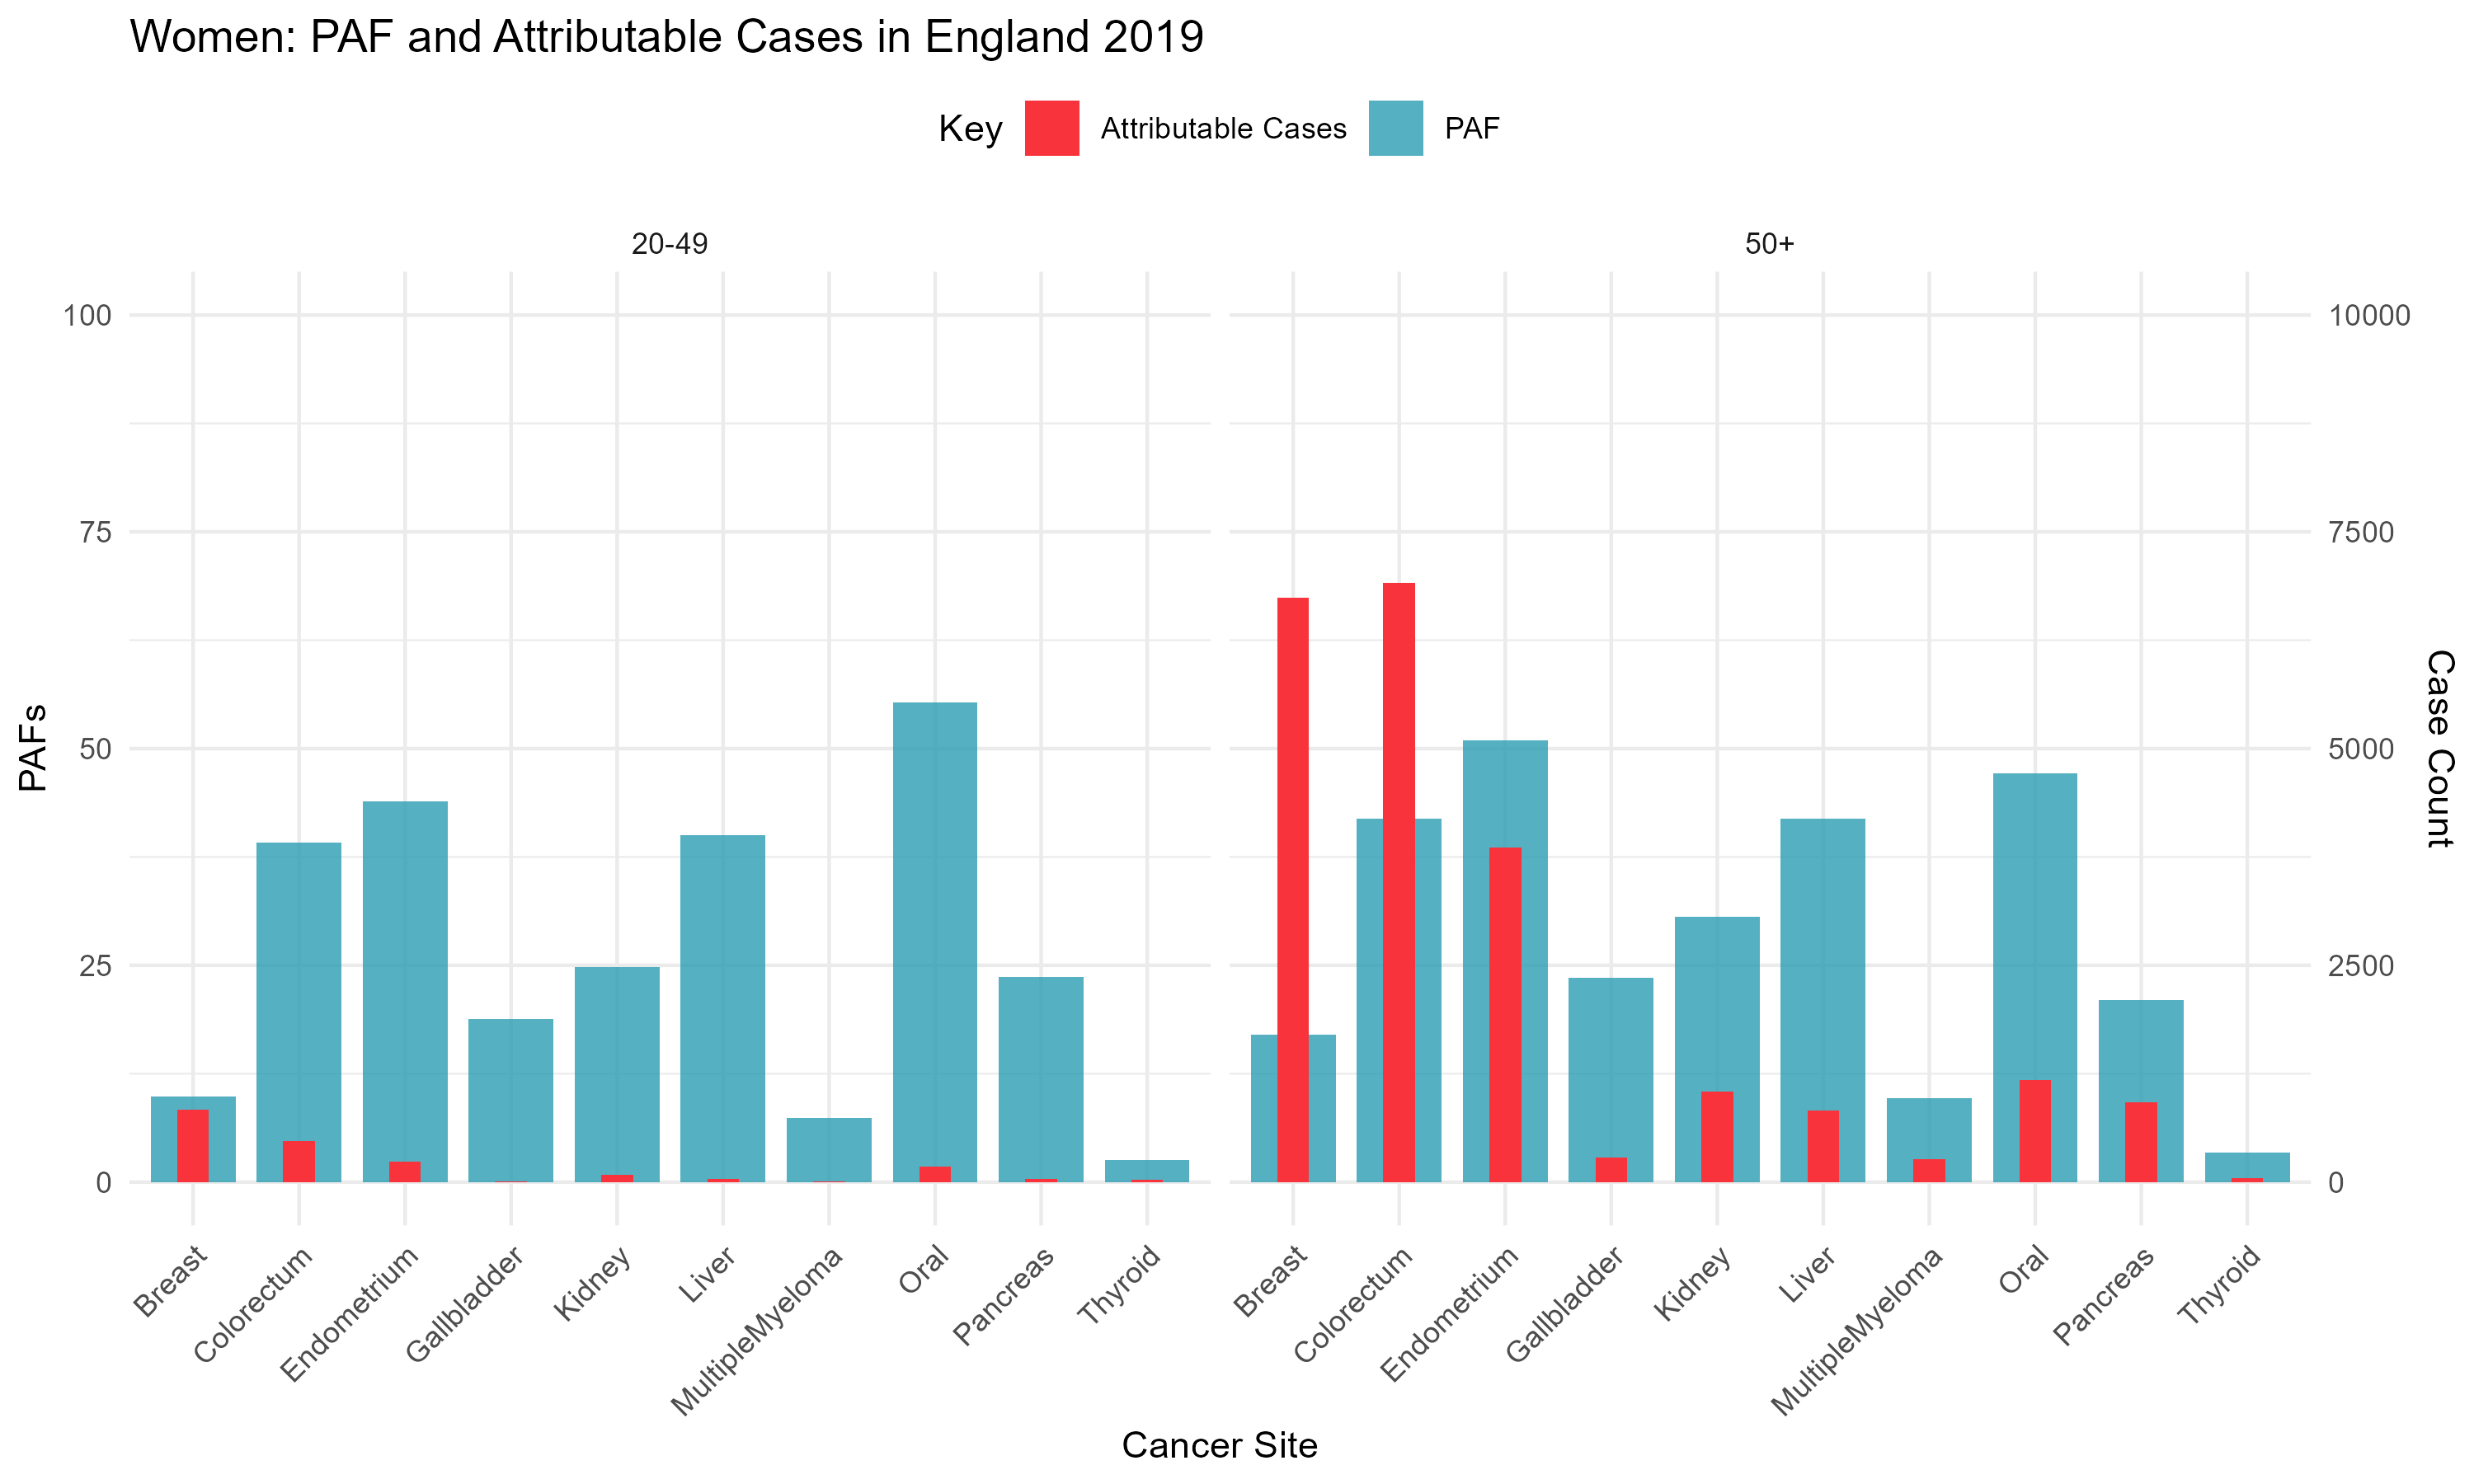 Women: PAF and Attributable Cases in England 2019
Key Attributable Cases PAF
20-49 50+
100 10000
75 7500
50 5000
25 2500
0 0
PAFs
Case Count
Breast Colorectum Endometrium Gallbladder Kidney Liver MultipleMyeloma Oral Pancreas Thyroid Breast Colorectum Endometrium Gallbladder Kidney Liver MultipleMyeloma Oral Pancreas Thyroid
Cancer Site